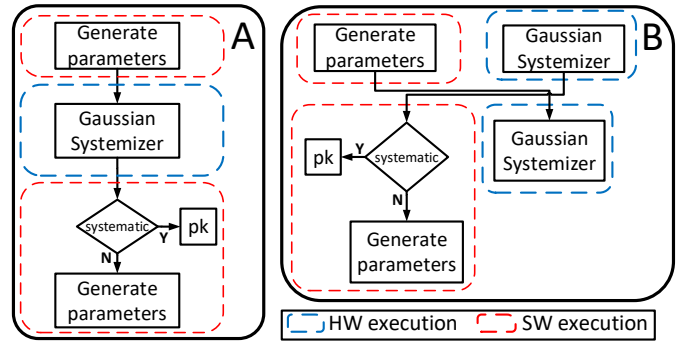 A
Generate
parameters
Gaussian
Systemizer
systematic
Y
pk
N
Generate
parameters
B
Generate
parameters
Gaussian
Systemizer
pk
Y
systematic
N
Gaussian
Systemizer
Generate
parameters
HW execution
SW execution